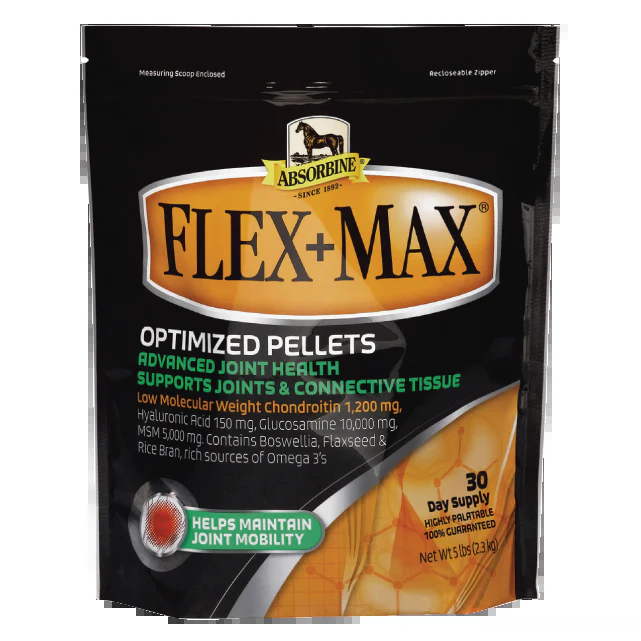 Measuring Scoop Enclosed
Recloseable Zipper
ABSORBINE®
-SINCE 1892-
FLEX+MAX®
OPTIMIZED PELLETS
ADVANCED JOINT HEALTH
SUPPORTS JOINTS & CONNECTIVE TISSUE
Low Molecular Weight Chondroitin 1,200 mg,
Hyaluronic Acid 150 mg, Glucosamine 10,000 mg,
MSM 5,000 mg. Contains Boswellia, Flaxseed &
Rice Bran, rich sources of Omega 3's
30
Day Supply
HIGHLY PALATABLE
100% GUARANTEED
Net Wt 5 lbs (2.3 kg)
HELPS MAINTAIN
JOINT MOBILITY